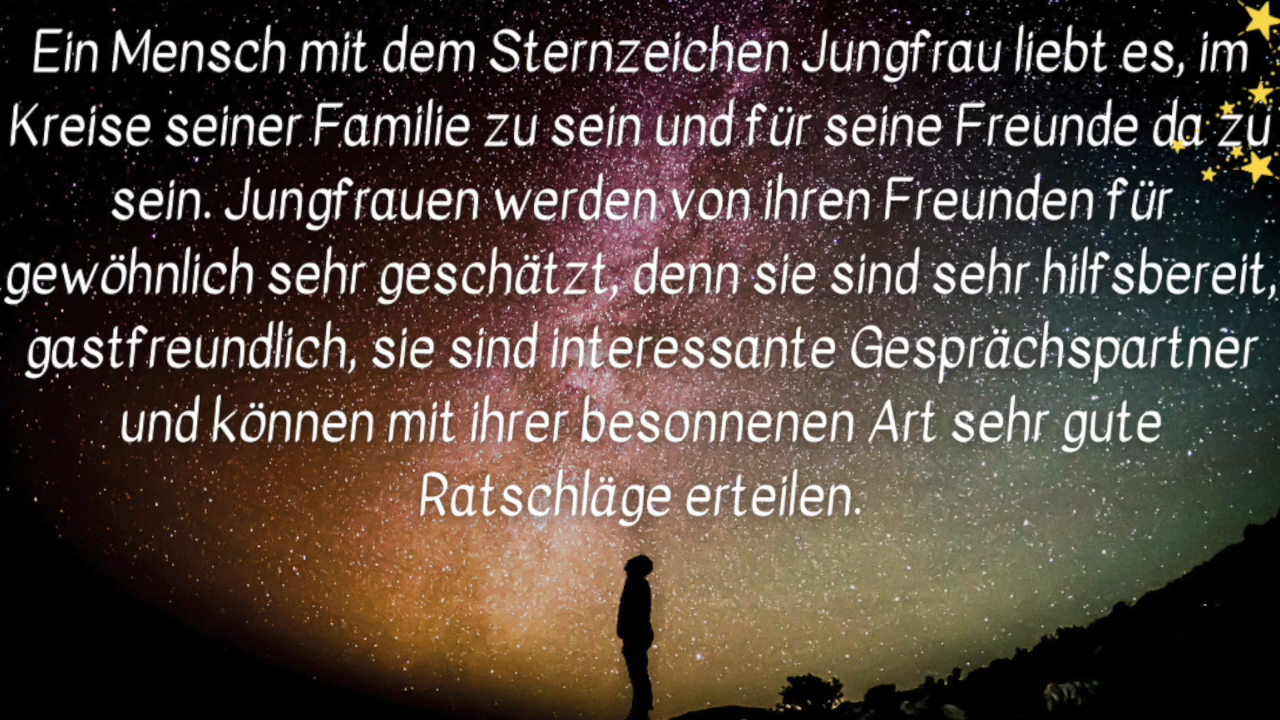 Ein Mensch mit dem Sternzeichen Jungfrau liebt es, im
Kreise seiner Familie zu sein und für seine Freunde da zu
sein. Jungfrauen werden von ihren Freunden für
gewöhnlich sehr geschätzt, denn sie sind sehr hilfsbereit,
gastfreundlich, sie sind interessante Gesprächspartner
und können mit ihrer besonnenen Art sehr gute
Ratschläge erteilen.